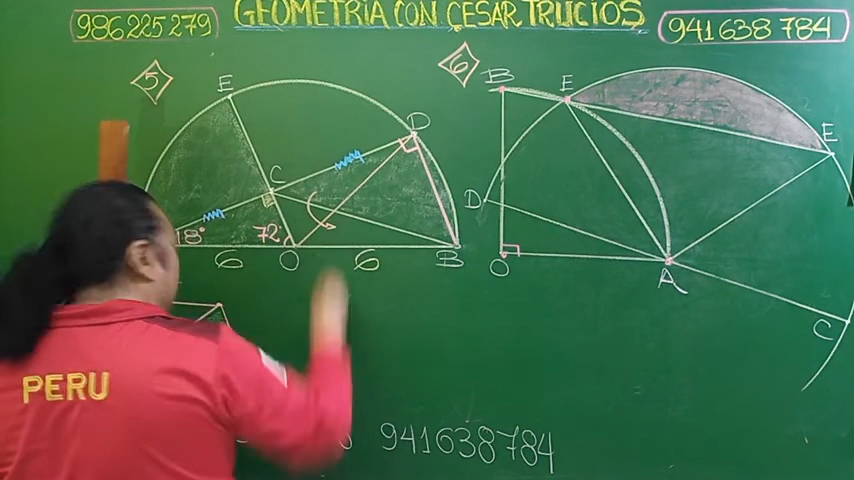 986225279
GEOMETRIA CON CESAR TRUCIOS
941638784
5
E
D
C
18°
72°
6
O
6
B
6
B
E
E
D
O
A
C
PERU
941638784